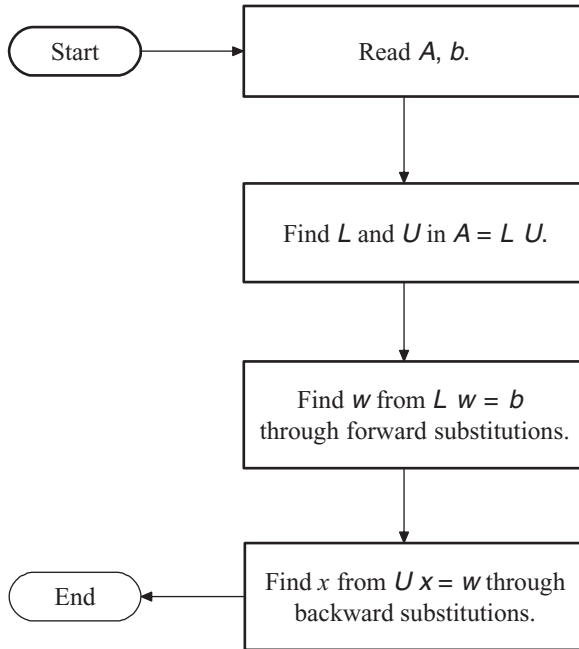 Start
Read A, b.
Find L and U in A = L U.
Find w from L w = b
through forward substitutions.
Find x from U x = w through
backward substitutions.
End